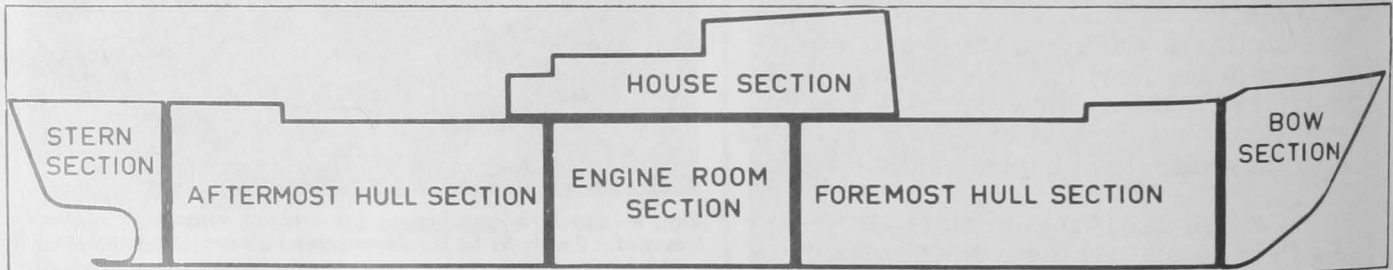 HOUSE SECTION
STERN
SECTION
AFTERMOST HULL SECTION
ENGINE ROOM
SECTION
FOREMOST HULL SECTION
BOW
SECTION